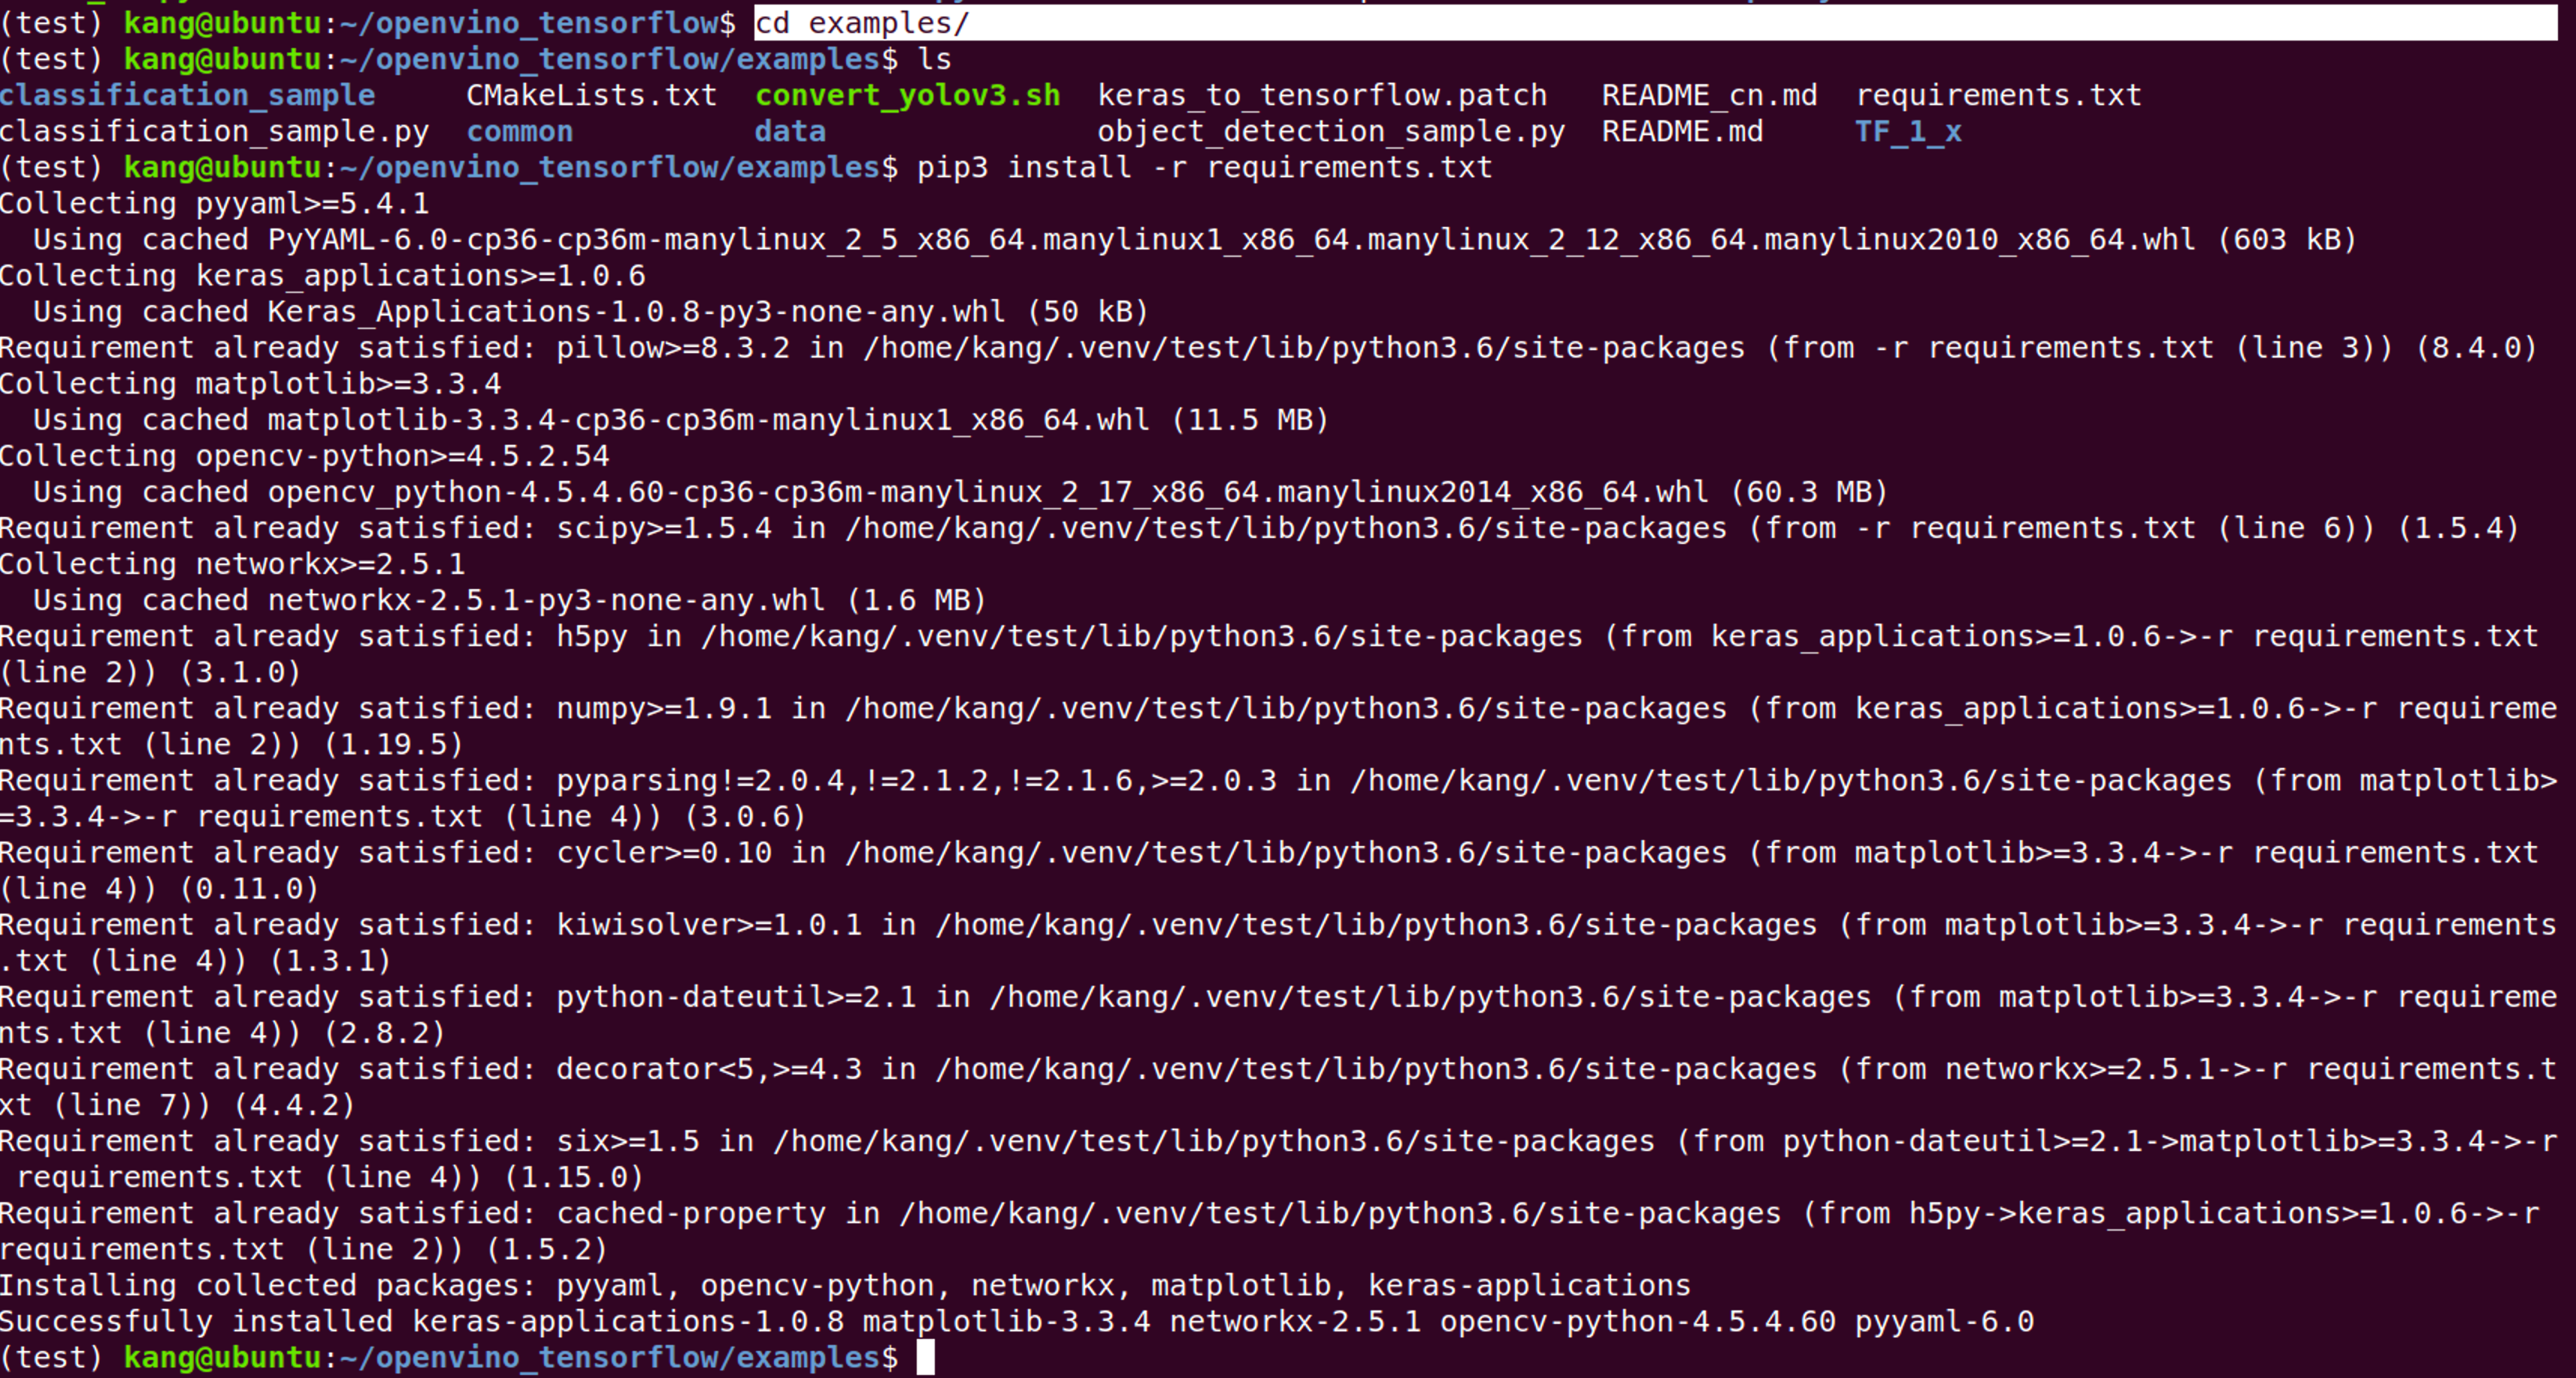 (test) kang@ubuntu:~/openvino_tensorflow$ cd examples/
(test) kang@ubuntu:~/openvino_tensorflow/examples$ ls
classification_sample     CMakeLists.txt  convert_yolov3.sh  keras_to_tensorflow.patch   README_cn.md  requirements.txt
classification_sample.py  common          data               object_detection_sample.py  README.md     TF_1_x
(test) kang@ubuntu:~/openvino_tensorflow/examples$ pip3 install -r requirements.txt
Collecting pyyaml>=5.4.1
  Using cached PyYAML-6.0-cp36-cp36m-manylinux_2_5_x86_64.manylinux1_x86_64.manylinux_2_12_x86_64.manylinux2010_x86_64.whl (603 kB)
Collecting keras_applications>=1.0.6
  Using cached Keras_Applications-1.0.8-py3-none-any.whl (50 kB)
Requirement already satisfied: pillow>=8.3.2 in /home/kang/.venv/test/lib/python3.6/site-packages (from -r requirements.txt (line 3)) (8.4.0)
Collecting matplotlib>=3.3.4
  Using cached matplotlib-3.3.4-cp36-cp36m-manylinux1_x86_64.whl (11.5 MB)
Collecting opencv-python>=4.5.2.54
  Using cached opencv_python-4.5.4.60-cp36-cp36m-manylinux_2_17_x86_64.manylinux2014_x86_64.whl (60.3 MB)
Requirement already satisfied: scipy>=1.5.4 in /home/kang/.venv/test/lib/python3.6/site-packages (from -r requirements.txt (line 6)) (1.5.4)
Collecting networkx>=2.5.1
  Using cached networkx-2.5.1-py3-none-any.whl (1.6 MB)
Requirement already satisfied: h5py in /home/kang/.venv/test/lib/python3.6/site-packages (from keras_applications>=1.0.6->-r requirements.txt
(line 2)) (3.1.0)
Requirement already satisfied: numpy>=1.9.1 in /home/kang/.venv/test/lib/python3.6/site-packages (from keras_applications>=1.0.6->-r requireme
nts.txt (line 2)) (1.19.5)
Requirement already satisfied: pyparsing!=2.0.4,!=2.1.2,!=2.1.6,>=2.0.3 in /home/kang/.venv/test/lib/python3.6/site-packages (from matplotlib>
=3.3.4->-r requirements.txt (line 4)) (3.0.6)
Requirement already satisfied: cycler>=0.10 in /home/kang/.venv/test/lib/python3.6/site-packages (from matplotlib>=3.3.4->-r requirements.txt
(line 4)) (0.11.0)
Requirement already satisfied: kiwisolver>=1.0.1 in /home/kang/.venv/test/lib/python3.6/site-packages (from matplotlib>=3.3.4->-r requirements
.txt (line 4)) (1.3.1)
Requirement already satisfied: python-dateutil>=2.1 in /home/kang/.venv/test/lib/python3.6/site-packages (from matplotlib>=3.3.4->-r requireme
nts.txt (line 4)) (2.8.2)
Requirement already satisfied: decorator<5,>=4.3 in /home/kang/.venv/test/lib/python3.6/site-packages (from networkx>=2.5.1->-r requirements.t
xt (line 7)) (4.4.2)
Requirement already satisfied: six>=1.5 in /home/kang/.venv/test/lib/python3.6/site-packages (from python-dateutil>=2.1->matplotlib>=3.3.4->-r
 requirements.txt (line 4)) (1.15.0)
Requirement already satisfied: cached-property in /home/kang/.venv/test/lib/python3.6/site-packages (from h5py->keras_applications>=1.0.6->-r
requirements.txt (line 2)) (1.5.2)
Installing collected packages: pyyaml, opencv-python, networkx, matplotlib, keras-applications
Successfully installed keras-applications-1.0.8 matplotlib-3.3.4 networkx-2.5.1 opencv-python-4.5.4.60 pyyaml-6.0
(test) kang@ubuntu:~/openvino_tensorflow/examples$